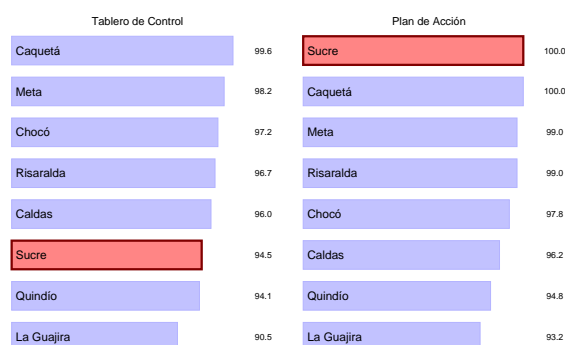 Tablero de Control
Caquetá 99.6
Meta 98.2
Chocó 97.2
Risaralda 96.7
Caldas 96.0
Sucre 94.5
Quindío 94.1
La Guajira 90.5
Plan de Acción
Sucre 100.0
Caquetá 100.0
Meta 99.0
Risaralda 99.0
Chocó 97.8
Caldas 96.2
Quindío 94.8
La Guajira 93.2